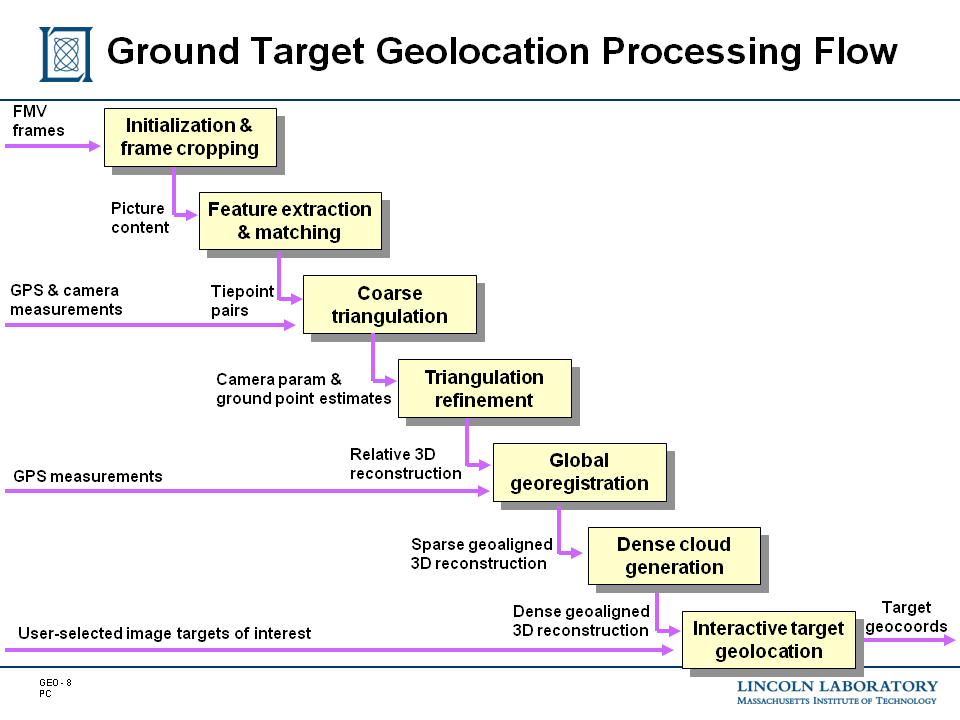 Ground Target Geolocation Processing Flow
FMV
frames
Initialization &
frame cropping
Picture
content
Feature extraction
& matching
GPS & camera
measurements
Tiepoint
pairs
Coarse
triangulation
Camera param &
ground point estimates
Triangulation
refinement
Relative 3D
reconstruction
GPS measurements
Global
georegistration
Sparse geoaligned
3D reconstruction
Dense cloud
generation
Dense geoaligned
3D reconstruction
User-selected image targets of interest
Interactive target
geolocation
Target
geocoords
GEO - 8
PC
LINCOLN LABORATORY
MASSACHUSETTS INSTITUTE OF TECHNOLOGY